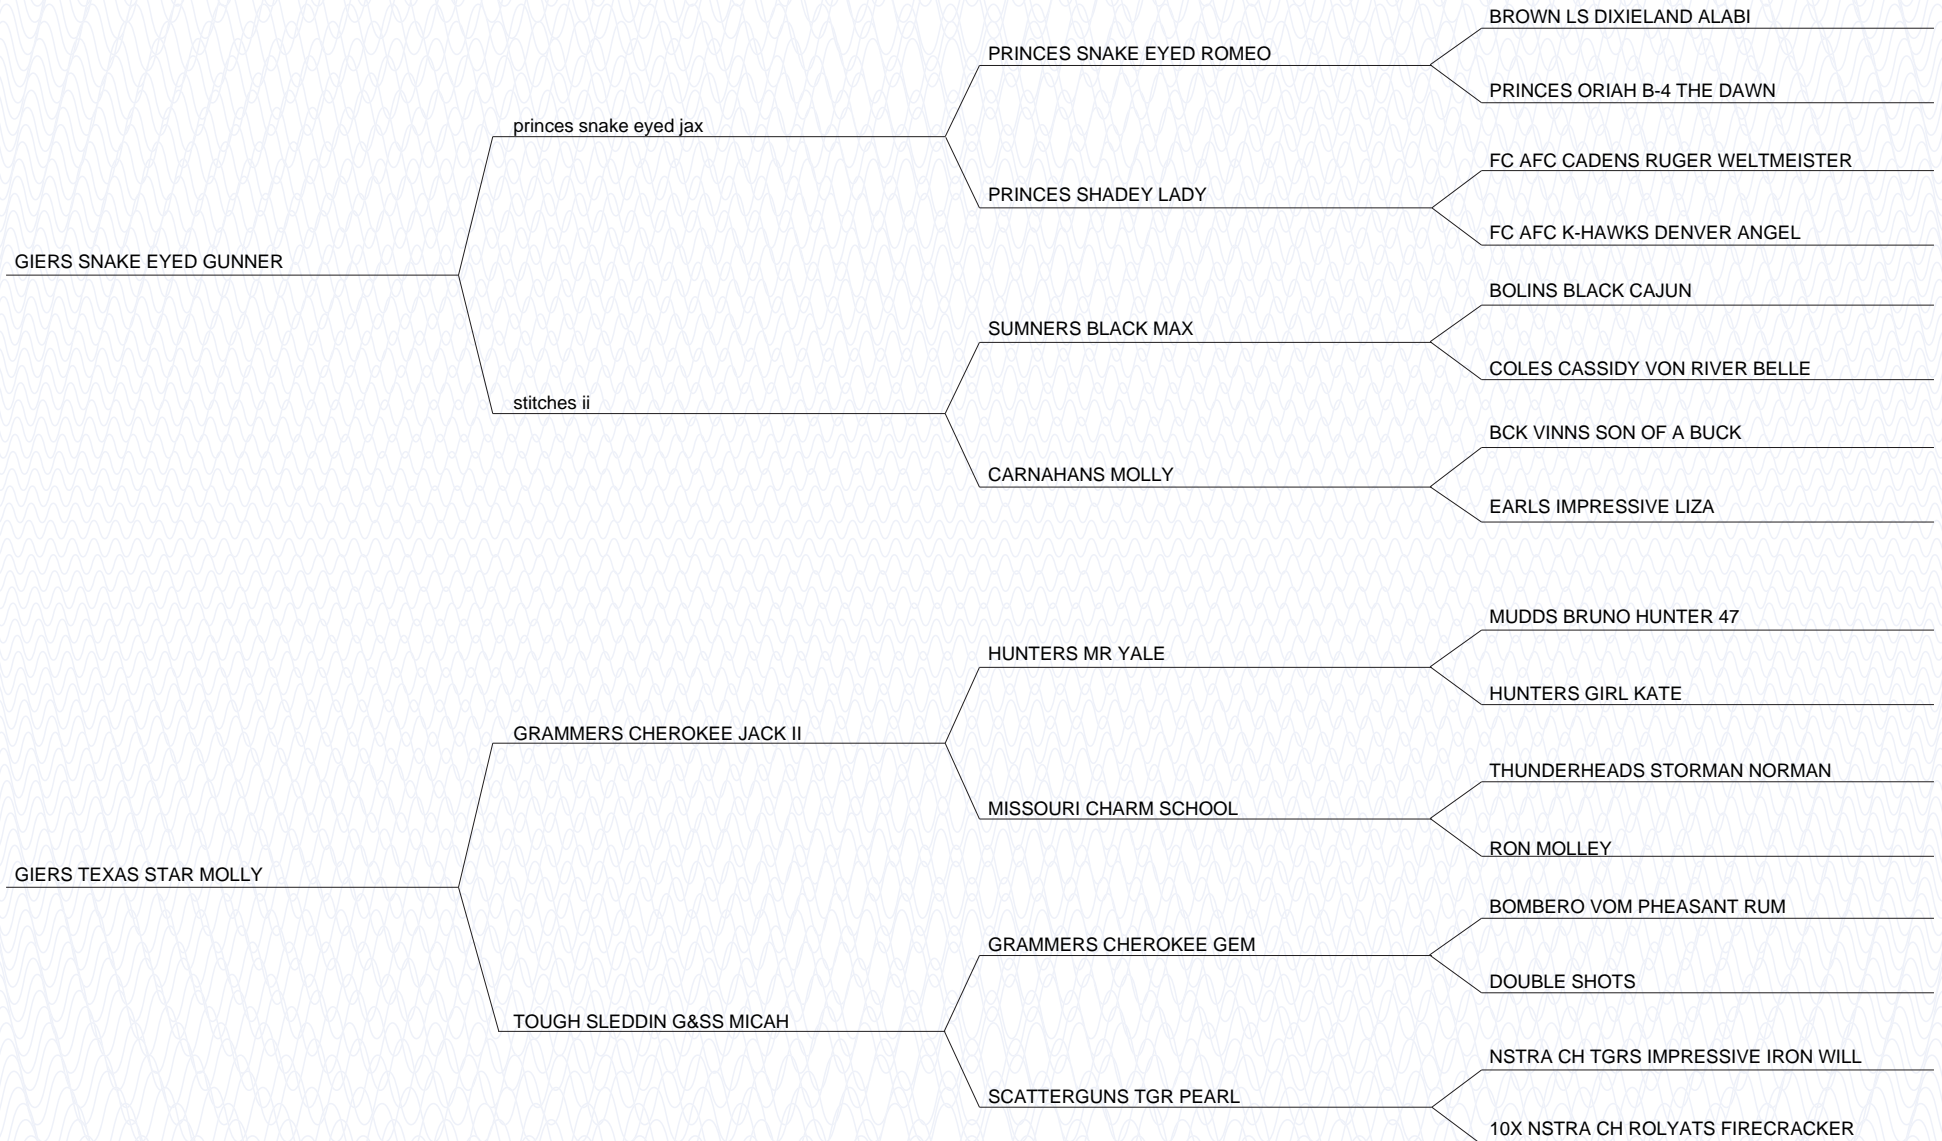 BROWN LS DIXIELAND ALABI
PRINCES SNAKE EYED ROMEO
PRINCES ORIAH B-4 THE DAWN
princes snake eyed jax
FC AFC CADENS RUGER WELTMEISTER
PRINCES SHADEY LADY
FC AFC K-HAWKS DENVER ANGEL
GIERS SNAKE EYED GUNNER
BOLINS BLACK CAJUN
SUMNERS BLACK MAX
COLES CASSIDY VON RIVER BELLE
stitches ii
BCK VINNS SON OF A BUCK
CARNAHANS MOLLY
EARLS IMPRESSIVE LIZA
MUDDS BRUNO HUNTER 47
HUNTERS MR YALE
HUNTERS GIRL KATE
GRAMMERS CHEROKEE JACK II
THUNDERHEADS STORMAN NORMAN
MISSOURI CHARM SCHOOL
RON MOLLEY
GIERS TEXAS STAR MOLLY
BOMBERO VOM PHEASANT RUM
GRAMMERS CHEROKEE GEM
DOUBLE SHOTS
TOUGH SLEDDIN G&SS MICAH
NSTRA CH TGRS IMPRESSIVE IRON WILL
SCATTERGUNS TGR PEARL
10X NSTRA CH ROLYATS FIRECRACKER